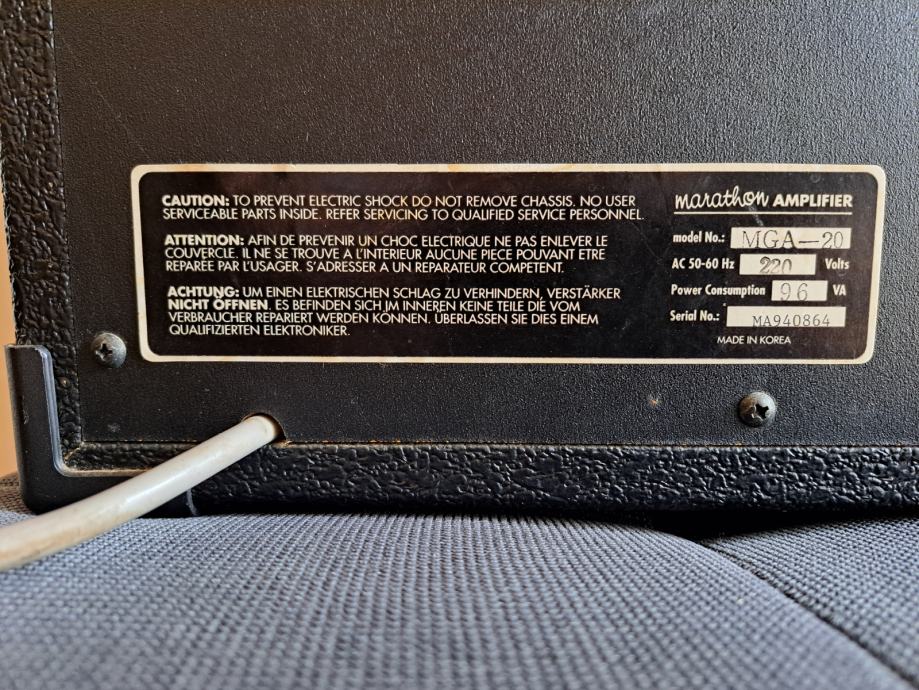 CAUTION: TO PREVENT ELECTRIC SHOCK DO NOT REMOVE CHASSIS. NO USER
SERVICEABLE PARTS INSIDE. REFER SERVICING TO QUALIFIED SERVICE PERSONNEL.
ATTENTION: AFIN DE PREVENIR UN CHOC ELECTRIQUE NE PAS ENLEVER LE
COUVERCLE. IL NE SE TROUVE A L'INTERIEUR AUCUNE PIECE POUVANT ETRE
REPARÉE PAR L'USAGER. S'ADRESSER A UN REPARATEUR COMPETENT.
ACHTUNG: UM EINEN ELEKTRISCHEN SCHLAG ZU VERHINDERN, VERSTÄRKER
NICHT ÖFFNEN. ES BEFINDEN SICH JM INNEREN KEINE TEILE DIE VOM
VERBRAUCHER REPARIERT WERDEN KÖNNEN. ÜBERLASSEN SIE DIES EINEM
QUALIFIZIERTEN ELEKTRONIKER.
marathon AMPLIFIER
model No.: MGA-20
AC 50-60 Hz 220 Volts
Power Consumption 96 VA
Serial No.: MA940864
MADE IN KOREA